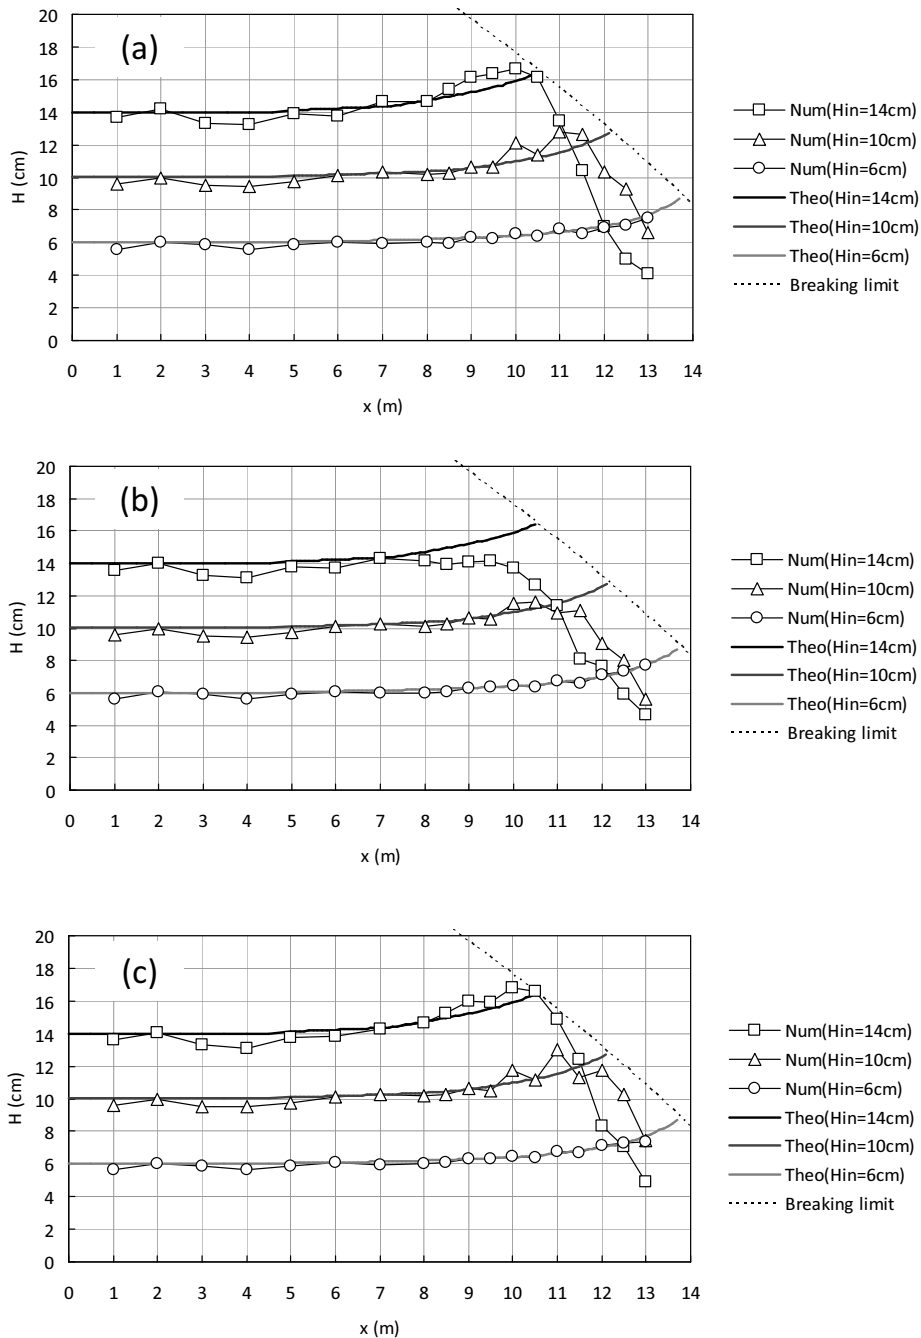 (a)
20
18
16
14
12
10
8
6
4
2
0
H (cm)
0 1 2 3 4 5 6 7 8 9 10 11 12 13 14
x (m)
Num(Hin=14cm)
Num(Hin=10cm)
Num(Hin=6cm)
Theo(Hin=14cm)
Theo(Hin=10cm)
Theo(Hin=6cm)
Breaking limit
(b)
20
18
16
14
12
10
8
6
4
2
0
H (cm)
0 1 2 3 4 5 6 7 8 9 10 11 12 13 14
x (m)
Num(Hin=14cm)
Num(Hin=10cm)
Num(Hin=6cm)
Theo(Hin=14cm)
Theo(Hin=10cm)
Theo(Hin=6cm)
Breaking limit
(c)
20
18
16
14
12
10
8
6
4
2
0
H (cm)
0 1 2 3 4 5 6 7 8 9 10 11 12 13 14
x (m)
Num(Hin=14cm)
Num(Hin=10cm)
Num(Hin=6cm)
Theo(Hin=14cm)
Theo(Hin=10cm)
Theo(Hin=6cm)
Breaking limit